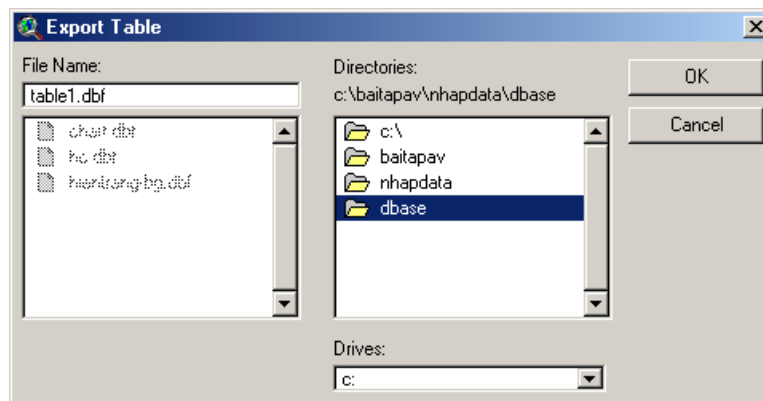 Export Table
File Name:
table1.dbf
chart.dbf
ho.dbf
hientrang-bg.dbf
Directories:
c:\baitapav\nhapdata\dbase
c:\
baitapav
nhapdata
dbase
Drives:
c:
OK
Cancel